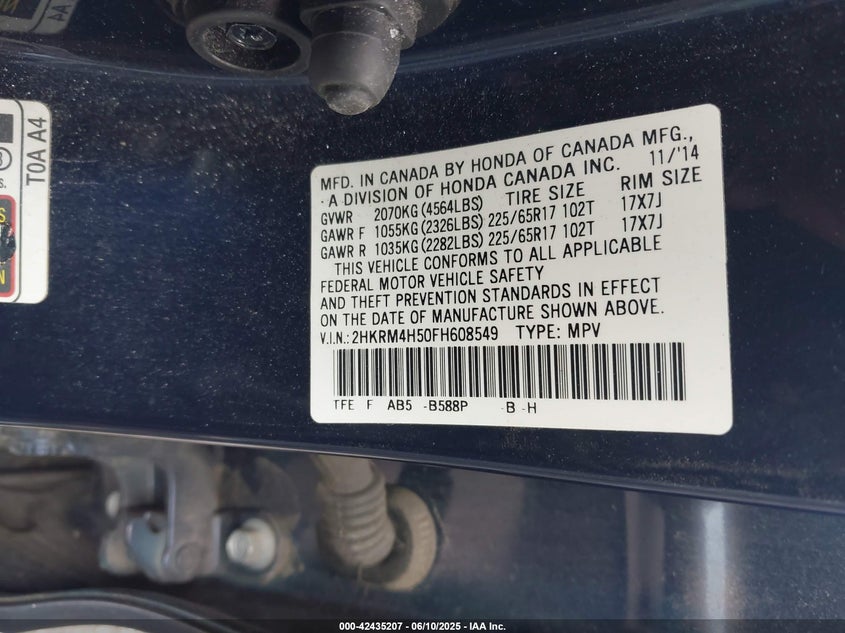 T0A A4
MFD. IN CANADA BY HONDA OF CANADA MFG.,
A DIVISION OF HONDA CANADA INC. 11/'14
TIRE SIZE RIM SIZE
GVWR 2070KG (4564LBS)
GAWR F 1055KG (2326LBS) 225/65R17 102T 17X7J
GAWR R 1035KG (2282LBS) 225/65R17 102T 17X7J
THIS VEHICLE CONFORMS TO ALL APPLICABLE
FEDERAL MOTOR VEHICLE SAFETY
AND THEFT PREVENTION STANDARDS IN EFFECT
ON THE DATE OF MANUFACTURE SHOWN ABOVE.
V.I.N.: 2HKRM4H50FH608549 TYPE: MPV
TFE F AB5 -B588P -B -H
000-42435207 - 06/10/2025 - IAA Inc.